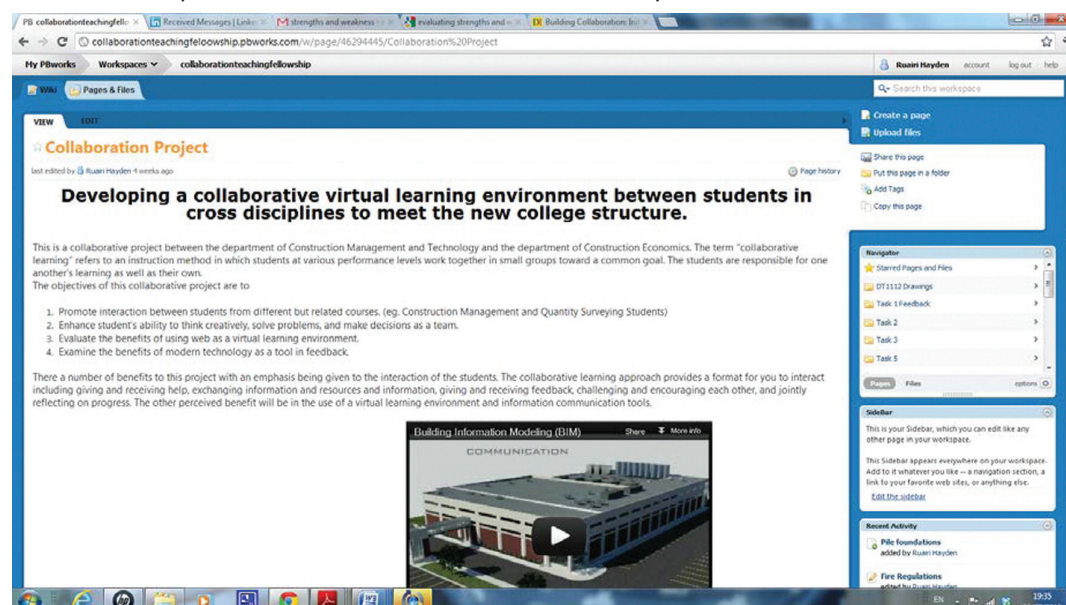 PB collaborationteachingfello
Received Messages | Linke
strengths and weakness
evaluating strengths and w
Building Collaboration: Ind
collaborationteachingfeloowship.pbworks.com/w/page/46294445/Collaboration%20Project
My PBworks Workspaces collaborationteachingfellowship
Ruairi Hayden account log out help
Wiki Pages & Files
Search this workspace
VIEW EDIT
Create a page
Upload files
Collaboration Project
last edited by Ruairi Hayden 4 weeks ago
Page history
Share this page
Put this page in a folder
Add Tags
Copy this page
Developing a collaborative virtual learning environment between students in
cross disciplines to meet the new college structure.
This is a collaborative project between the department of Construction Management and Technology and the department of Construction Economics. The term "collaborative
learning" refers to an instruction method in which students at various performance levels work together in small groups toward a common goal. The students are responsible for one
another's learning as well as their own.
The objectives of this collaborative project are to
1. Promote interaction between students from different but related courses. (eg. Construction Management and Quantity Surveying Students)
2. Enhance student's ability to think creatively, solve problems, and make decisions as a team.
3. Evaluate the benefits of using web as a virtual learning environment.
4. Examine the benefits of modern technology as a tool in feedback.
There a number of benefits to this project with an emphasis being given to the interaction of the students. The collaborative learning approach provides a format for you to interact
including giving and receiving help, exchanging information and resources and information, giving and receiving feedback, challenging and encouraging each other, and jointly
reflecting on progress. The other perceived benefit will be in the use of a virtual learning environment and information communication tools.
Building Information Modeling (BIM) Share More info
COMMUNICATION
Navigator
Starred Pages and Files
DT1112 Drawings
Task 1 Feedback
Task 2
Task 3
Task 5
Pages Files options
SideBar
This is your Sidebar, which you can edit like any
other page in your workspace.
This Sidebar appears everywhere on your workspace.
Add to it whatever you like -- a navigation section, a
link to your favorite web sites, or anything else.
Edit the sidebar
Recent Activity
Pile foundations
added by Ruairi Hayden
Fire Regulations
edited by Ruairi Hayden
EN
19:35